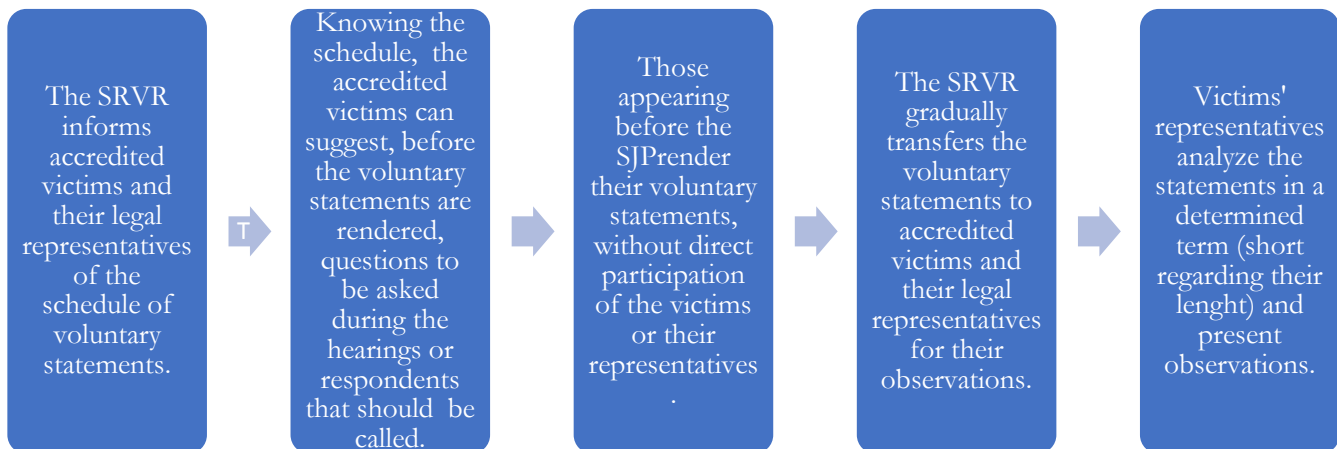 The SRVR
informs
accredited
victims and
their legal
representatives
of the
schedule of
voluntary
statements.
T
Knowing the
schedule,  the
accredited
victims can
suggest, before
the voluntary
statements are
rendered,
questions to
be asked
during the
hearings or
respondents
that should  be
called.
Those
appearing
before the
SJPrender
their voluntary
statements,
without direct
participation
of the victims
or their
representatives
.
The SRVR
gradually
transfers the
voluntary
statements to
accredited
victims and
their legal
representatives
for their
observations.
Victims'
representatives
analyze the
statements in a
determined
term (short
regarding their
lenght) and
present
observations.